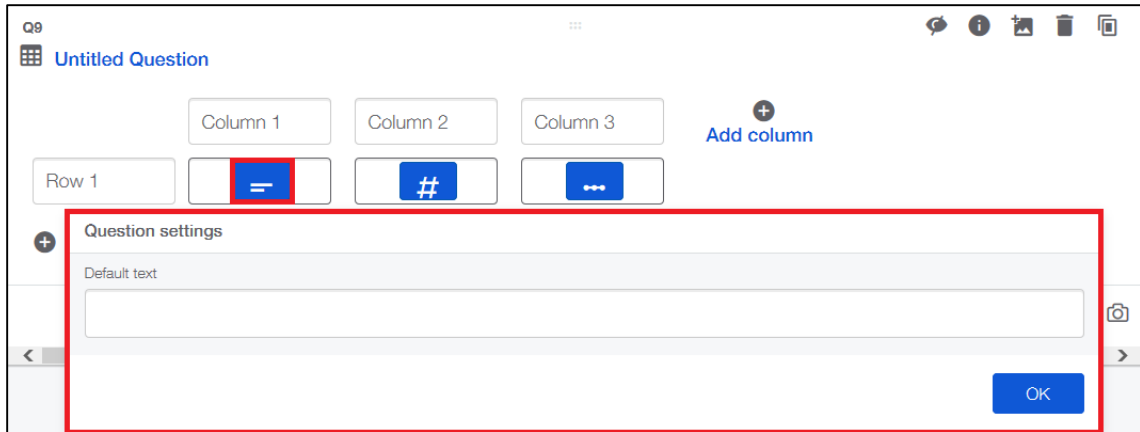 Q9
Untitled Question
Column 1 Column 2 Column 3 Add column
Row 1 #
Question settings
Default text
OK